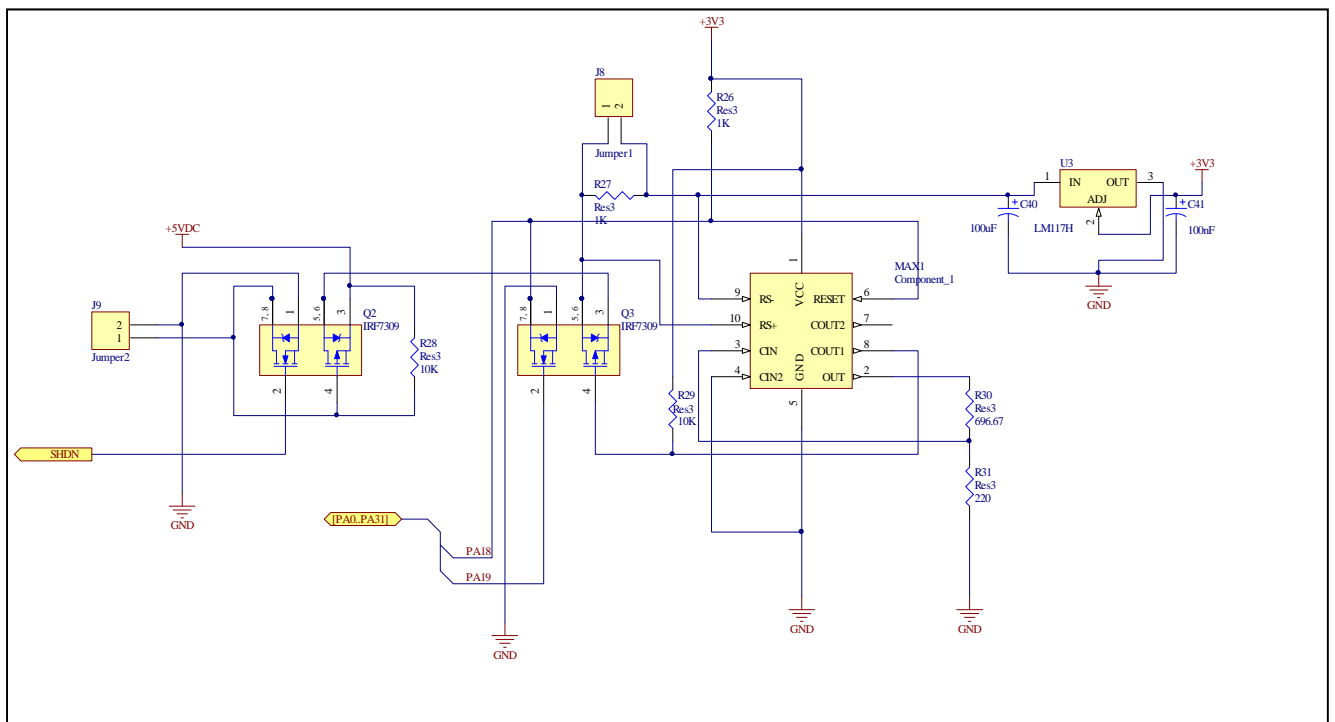 +3V3
J8
1 2
Jumper1
R26
Res3
1K
R27
Res3
1K
U3
1 IN OUT 3
ADJ
2
LM117H
+3V3
C40
100uF
C41
100nF
GND
+5VDC
J9
2
1
Jumper2
7, 8 1 5, 6 3
Q2
IRF7309
2 4
R28
Res3
10K
7, 8 1 5, 6 3
Q3
IRF7309
2 4
R29
Res3
10K
MAX1
Component_1
1
VCC
9 RS- RESET 6
10 RS+ COUT2 7
3 CIN COUT1 8
4 CIN2 OUT 2
GND
5
R30
Res3
696.67
R31
Res3
220
SHDN
GND
[PA0..PA31]
PA18
PA19
GND
GND
GND